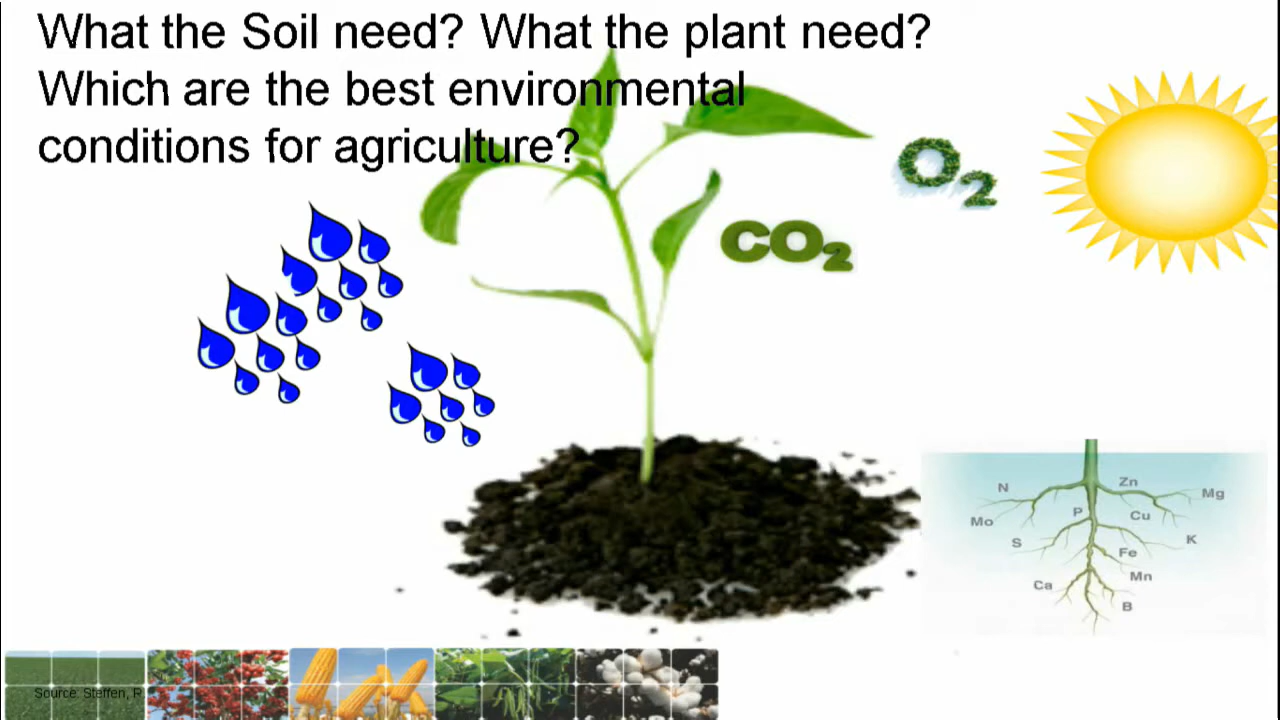 What the Soil need? What the plant need?
Which are the best environmental
conditions for agriculture?
O2
CO2
N
Zn
Mg
Mo
P
Cu
S
K
Fe
Ca
Mn
B
Source: Steffen, R